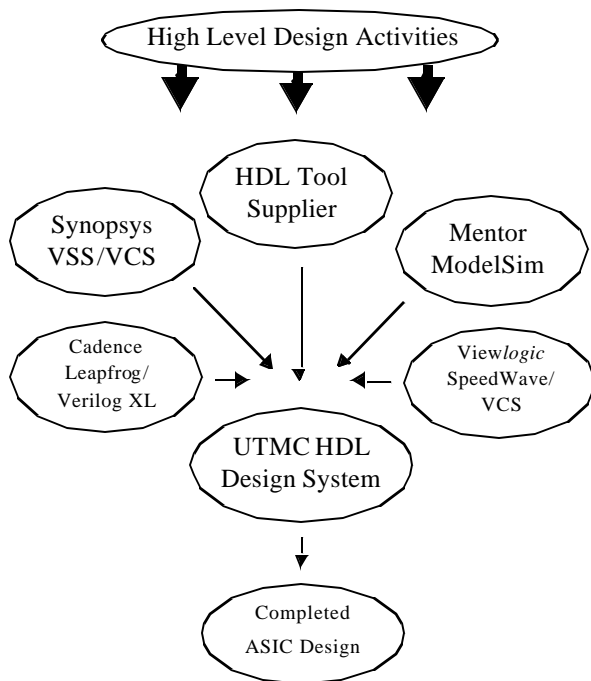 High Level Design Activities
HDL Tool
Supplier
Synopsys
VSS/VCS
Mentor
ModelSim
Cadence
Leapfrog/
Verilog XL
Viewlogic
SpeedWave/
VCS
UTMC HDL
Design System
Completed
ASIC Design